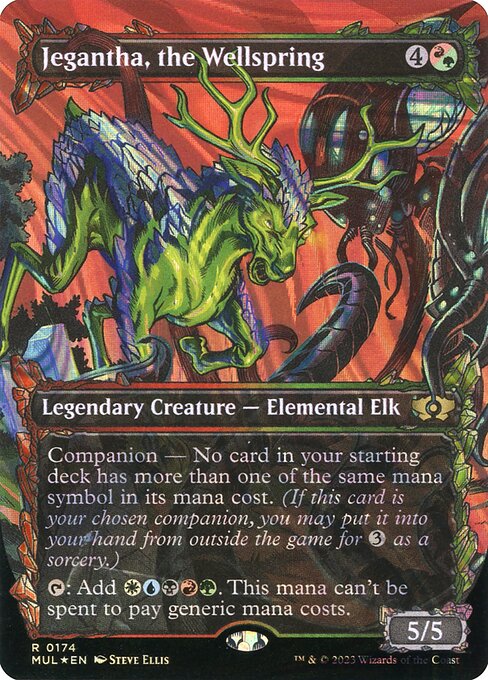 Jegantha, the Wellspring 4
Legendary Creature — Elemental Elk
Companion — No card in your starting
deck has more than one of the same mana
symbol in its mana cost. (If this card is
your chosen companion, you may put it into
your hand from outside the game for 3 as a
sorcery.)
: Add . This mana can't be
spent to pay generic mana costs.
5/5
R 0174
MUL★EN Steve Ellis
™ & © 2023 Wizards of the Coast